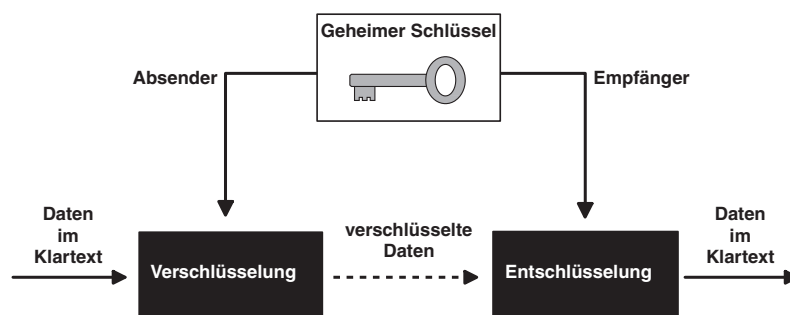 Geheimer Schlüssel
Absender
Empfänger
Daten
im
Klartext
Verschlüsselung
verschlüsselte
Daten
Entschlüsselung
Daten
im
Klartext